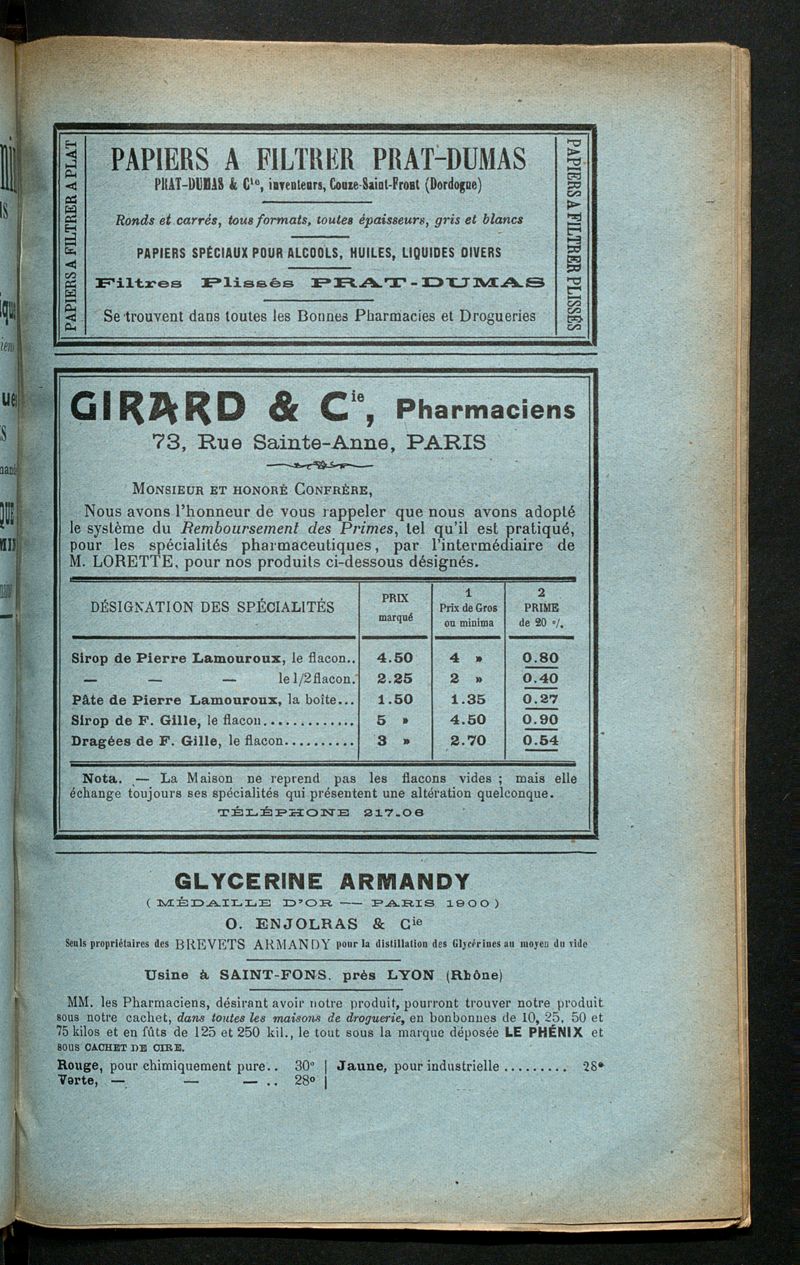 PAPIERS A FILTRER A PLAT
PAPIERS A FILTRER PRAT-DUMAS
PRAT-DUMAS & Cie, inventeurs, Couze-Saint-Front (Dordogne)
Ronds et carrés, tous formats, toutes épaisseurs, gris et blancs
PAPIERS SPÉCIAUX POUR ALCOOLS, HUILES, LIQUIDES DIVERS
Filtres Plissés PRAT-DUMAS
Se trouvent dans toutes les Bonnes Pharmacies et Drogueries
PAPIERS A FILTRER PLISSÉS
GIRARD & Cie, Pharmaciens
73, Rue Sainte-Anne, PARIS
MONSIEUR ET HONORÉ CONFRÈRE,
Nous avons l'honneur de vous rappeler que nous avons adopté
le système du Remboursement des Primes, tel qu'il est pratiqué,
pour les spécialités pharmaceutiques, par l'intermédiaire de
M. LORETTE, pour nos produits ci-dessous désignés.
DÉSIGNATION DES SPÉCIALITÉS | PRIX marqué | 1 Prix de Gros ou minima | 2 PRIME de 20 %
Sirop de Pierre Lamouroux, le flacon.. 4.50 4 » 0.80
— — — le 1/2 flacon. 2.25 2 » 0.40
Pâte de Pierre Lamouroux, la boîte... 1.50 1.35 0.27
Sirop de F. Gille, le flacon............. 5 » 4.50 0.90
Dragées de F. Gille, le flacon.......... 3 » 2.70 0.54
Nota. — La Maison ne reprend pas les flacons vides ; mais elle
échange toujours ses spécialités qui présentent une altération quelconque.
TÉLÉPHONE 217.06
GLYCERINE ARMANDY
( MÉDAILLE D'OR — PARIS 1900 )
O. ENJOLRAS & Cie
Seuls propriétaires des BREVETS ARMANDY pour la distillation des Glycérines au moyen du vide
Usine à SAINT-FONS. près LYON (Rhône)
MM. les Pharmaciens, désirant avoir notre produit, pourront trouver notre produit
sous notre cachet, dans toutes les maisons de droguerie, en bonbonnes de 10, 25, 50 et
75 kilos et en fûts de 125 et 250 kil., le tout sous la marque déposée LE PHÉNIX et
sous CACHET DE CIRE.
Rouge, pour chimiquement pure.. 30° | Jaune, pour industrielle ......... 28°
Verte, — — — .. 28° |